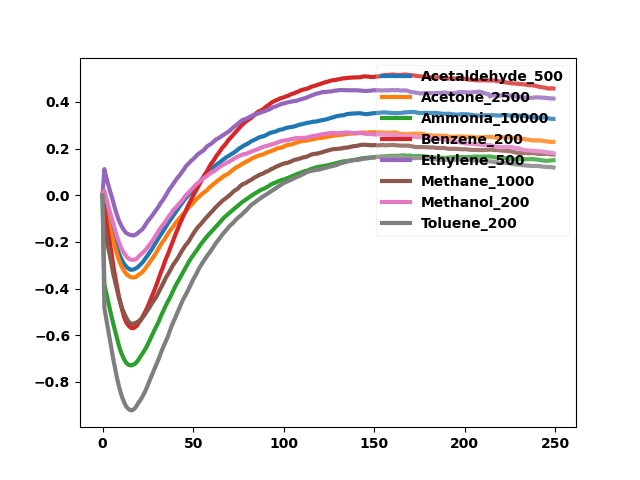 0.4
0.2
0.0
−0.2
−0.4
−0.6
−0.8
0
50
100
150
200
250
Acetaldehyde_500
Acetone_2500
Ammonia_10000
Benzene_200
Ethylene_500
Methane_1000
Methanol_200
Toluene_200